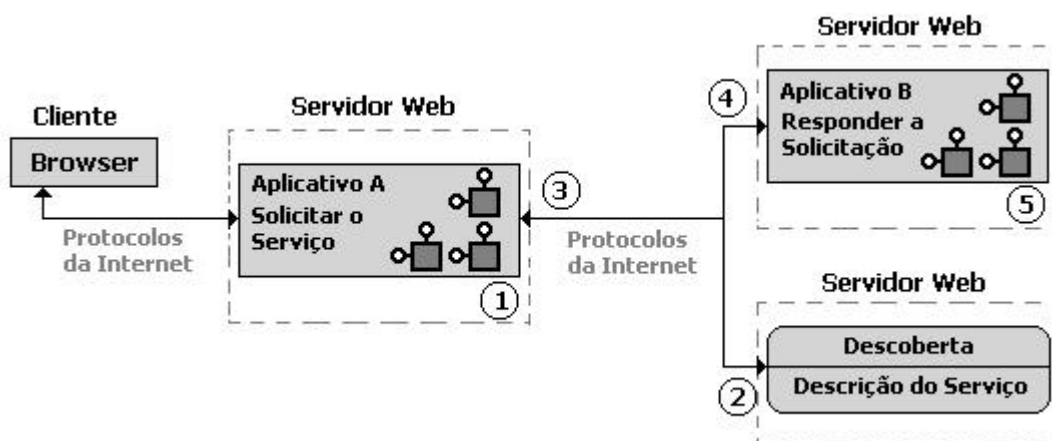 Servidor Web
Aplicativo B
Responder a
Solicitação
4
5
Servidor Web
Cliente
Browser
Aplicativo A
Solicitar o
Serviço
3
1
Protocolos
da Internet
Protocolos
da Internet
Servidor Web
Descoberta
Descrição do Serviço
2